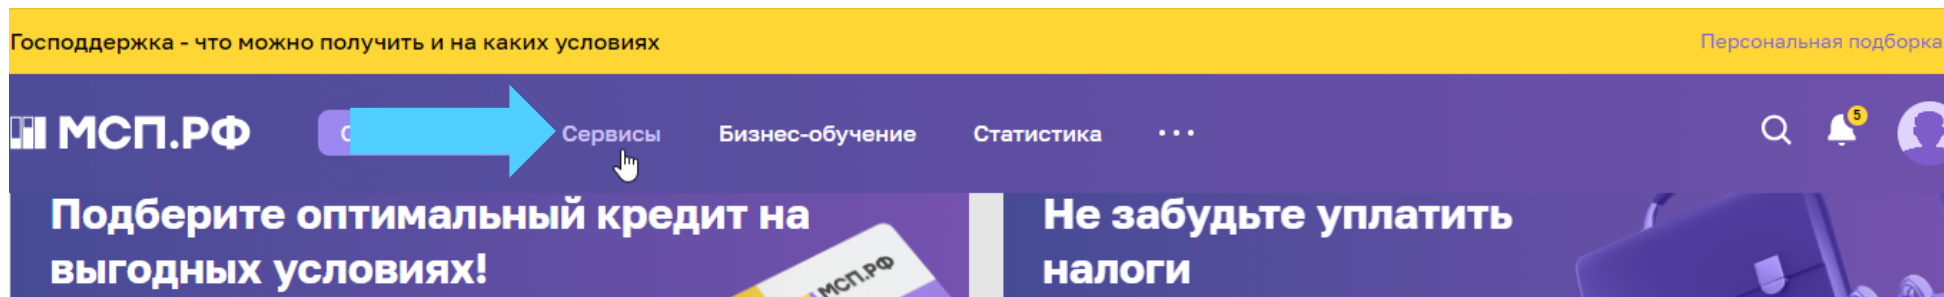 Господдержка - что можно получить и на каких условиях
Персональная подборка
МСП.РФ
Сервисы
Бизнес-обучение
Статистика
5
Подберите оптимальный кредит на
выгодных условиях!
МСП.РФ
Не забудьте уплатить
налоги